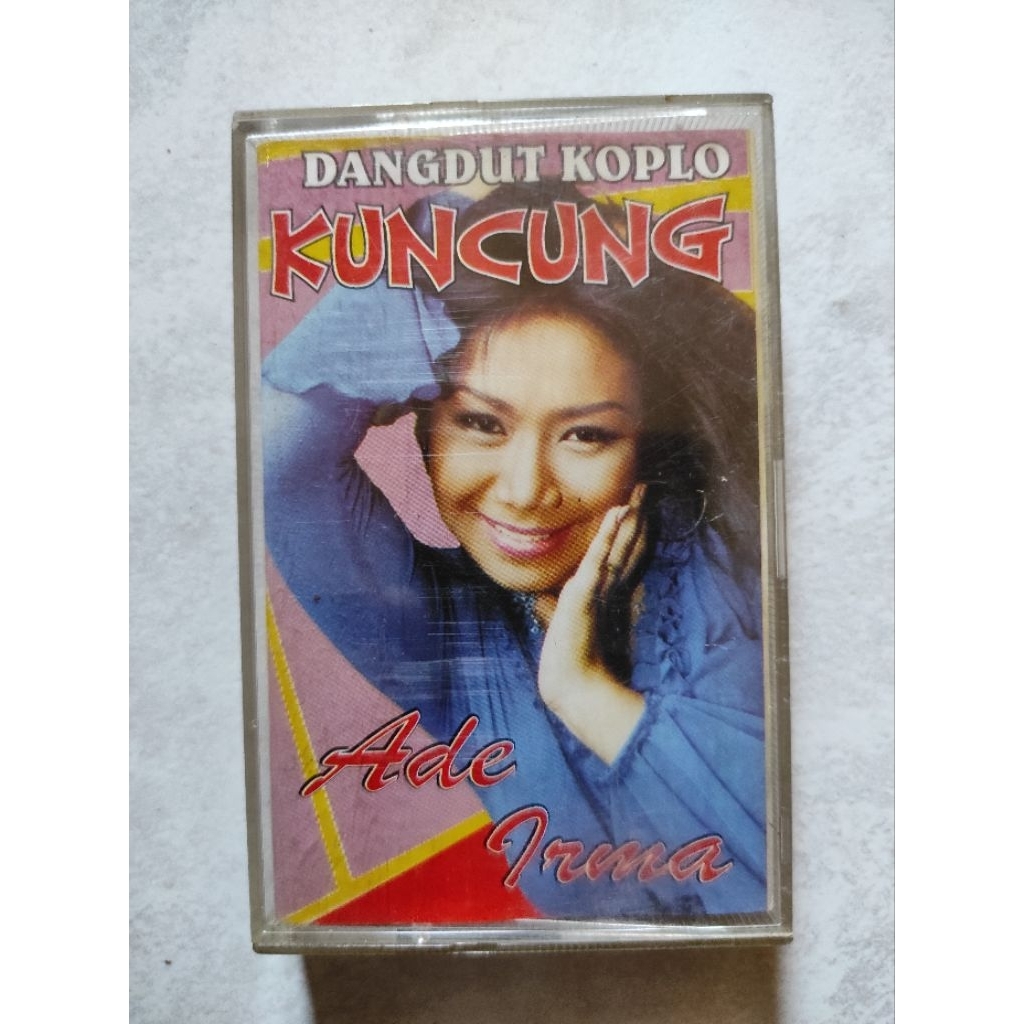 DANGDUT KOPLO
KUNCUNG
Ade
Irma